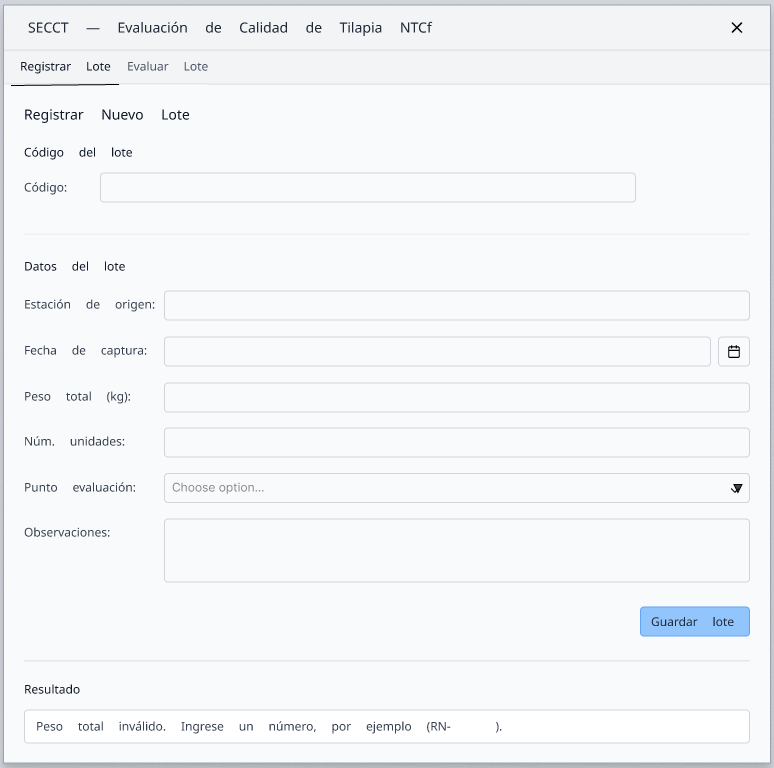 SECCT — Evaluación de Calidad de Tilapia NTCf
Registrar Lote Evaluar Lote
Registrar Nuevo Lote
Código del lote
Código:
Datos del lote
Estación de origen:
Fecha de captura:
Peso total (kg):
Núm. unidades:
Punto evaluación:
Choose option...
Observaciones:
Guardar lote
Resultado
Peso total inválido. Ingrese un número, por ejemplo (RN- ).